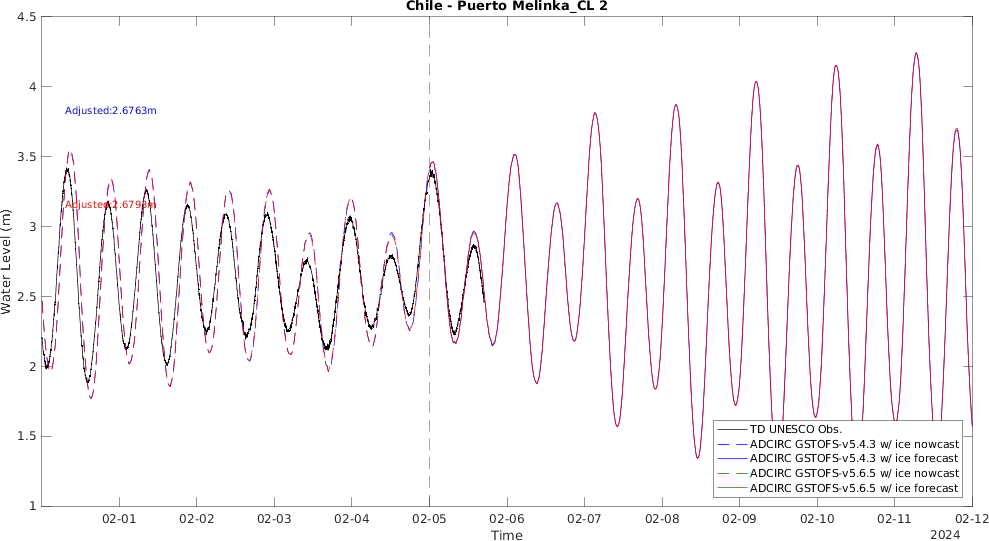 Chile - Puerto Melinka_CL 2
4.5
4
3.5
3
2.5
2
1.5
1
Water Level (m)
Adjusted:2.6763m
Adjusted:2.6793m
TD UNESCO Obs.
ADCIRC GSTOFS-v5.4.3 w/ ice nowcast
ADCIRC GSTOFS-v5.4.3 w/ ice forecast
ADCIRC GSTOFS-v5.6.5 w/ ice nowcast
ADCIRC GSTOFS-v5.6.5 w/ ice forecast
02-01 02-02 02-03 02-04 02-05 02-06 02-07 02-08 02-09 02-10 02-11 02-12
Time
2024